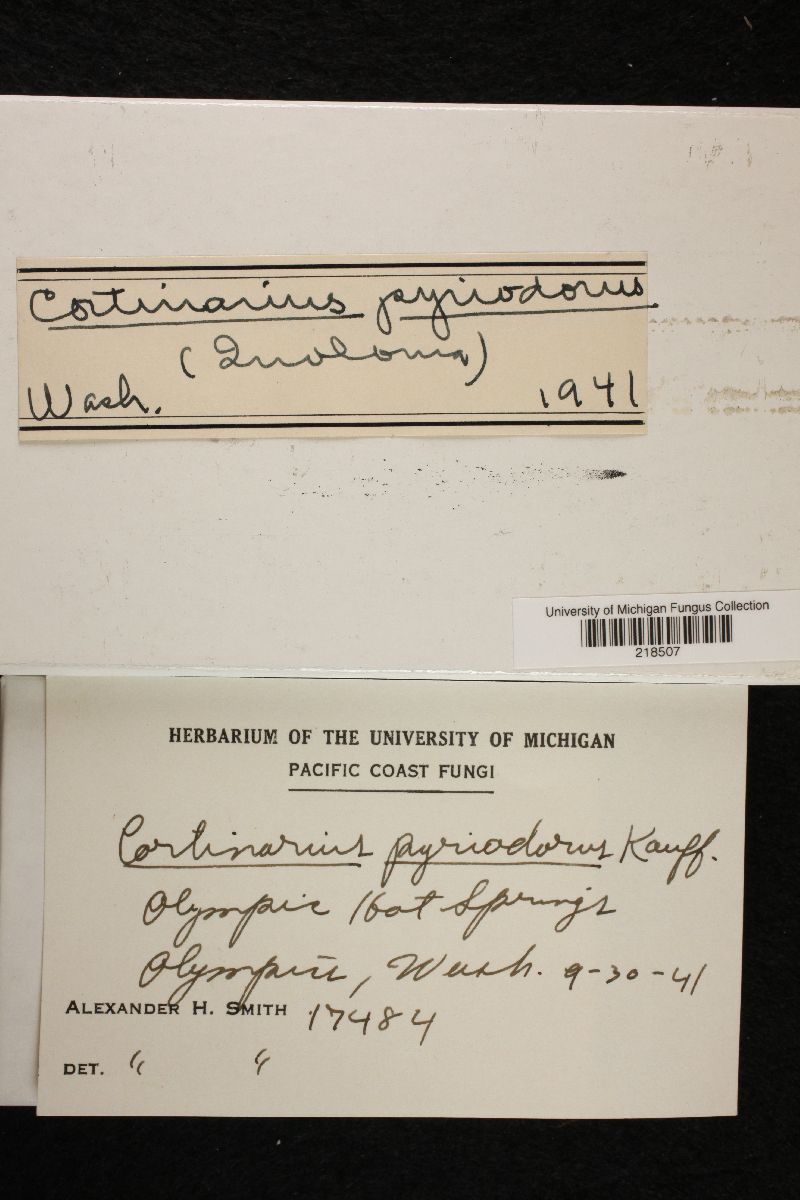 Cortinarius pyriodorus
(Inoloma)
Wash. 1941
University of Michigan Fungus Collection
218507
HERBARIUM OF THE UNIVERSITY OF MICHIGAN
PACIFIC COAST FUNGI
Cortinarius pyriodorus Kauff.
Olympic Hot Springs
Olympic, Wash. 9-30-41
ALEXANDER H. SMITH 17484
DET. " "